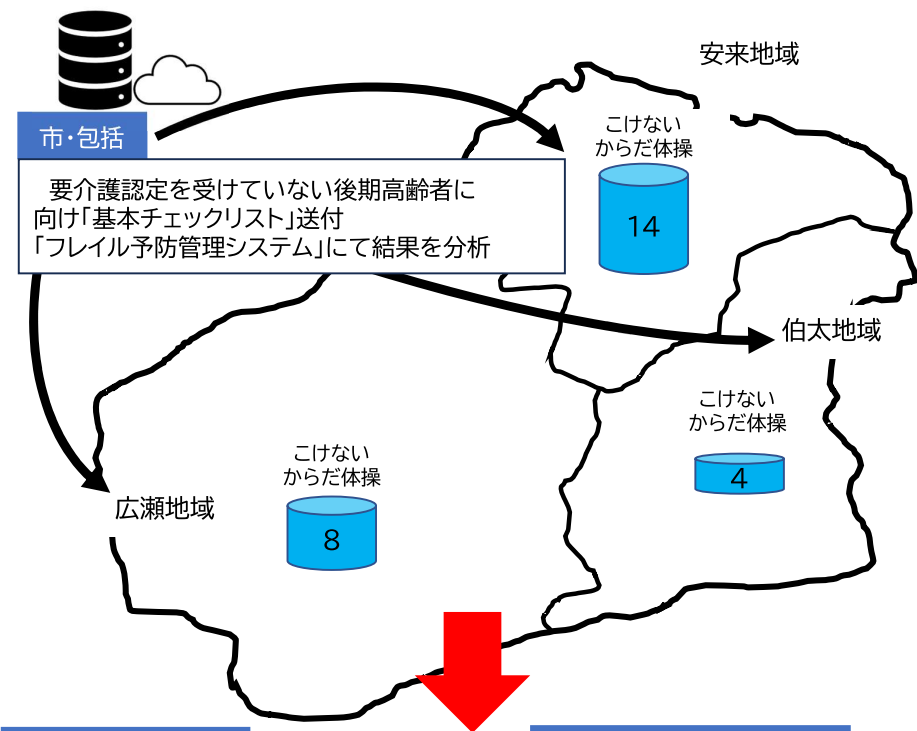 安来地域
市・包括
こけない
からだ体操
14
要介護認定を受けていない後期高齢者に
向け「基本チェックリスト」送付
「フレイル予防管理システム」にて結果を分析
伯太地域
こけない
からだ体操
4
こけない
からだ体操
8
広瀬地域